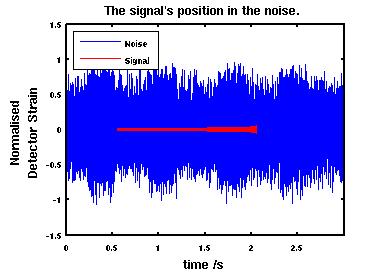 The signal's position in the noise.
1.5
1
0.5
0
-0.5
-1
-1.5
Noise
Signal
Normalised
Detector Strain
0 0.5 1 1.5 2 2.5
time /s